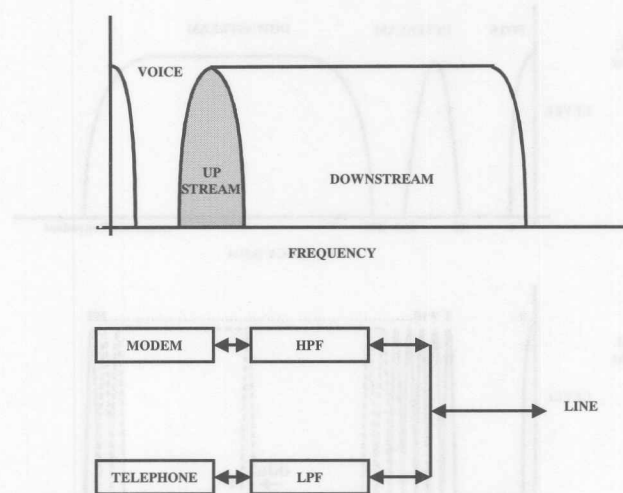 VOICE
UP
STREAM
DOWNSTREAM
FREQUENCY
MODEM
HPF
LINE
TELEPHONE
LPF